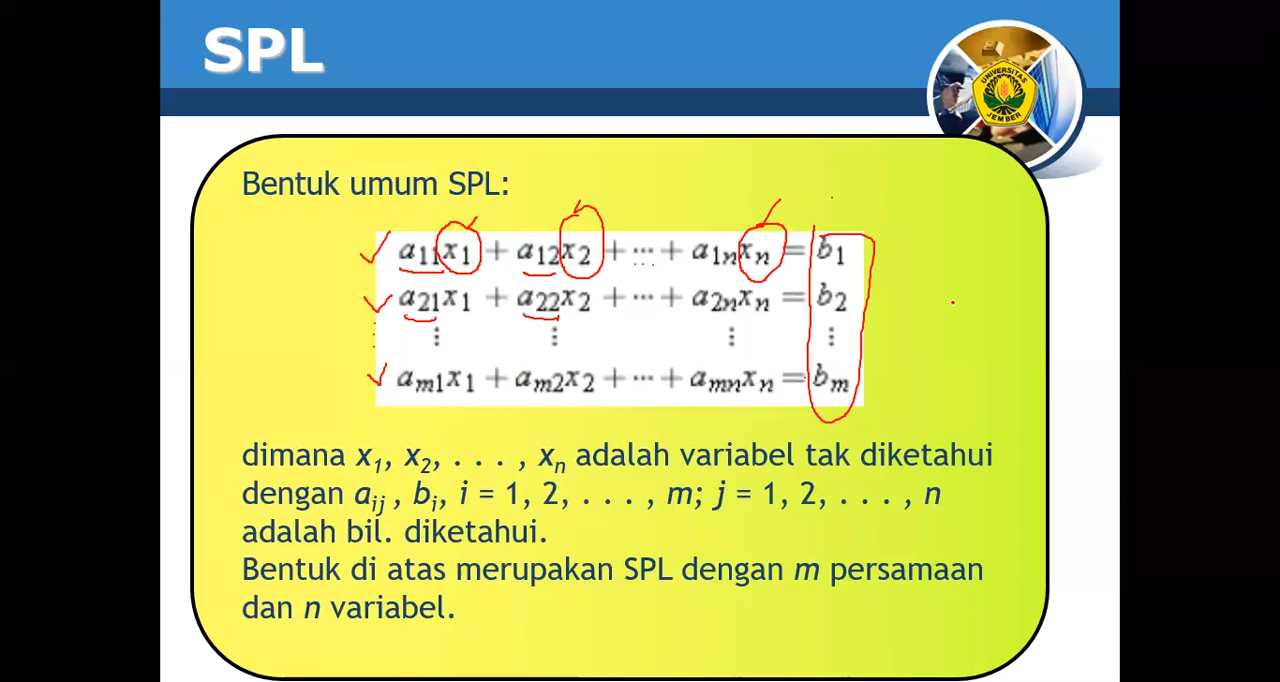 SPL
UNIVERSITAS
JEMBER
Bentuk umum SPL:
a₁₁x₁ + a₁₂x₂ + ⋯ + a₁ₙxₙ = b₁
a₂₁x₁ + a₂₂x₂ + ⋯ + a₂ₙxₙ = b₂
⋮ ⋮ ⋮ ⋮
aₘ₁x₁ + aₘ₂x₂ + ⋯ + aₘₙxₙ = bₘ
dimana x₁, x₂, . . . , xₙ adalah variabel tak diketahui
dengan aᵢⱼ , bᵢ, i = 1, 2, . . . , m; j = 1, 2, . . . , n
adalah bil. diketahui.
Bentuk di atas merupakan SPL dengan m persamaan
dan n variabel.